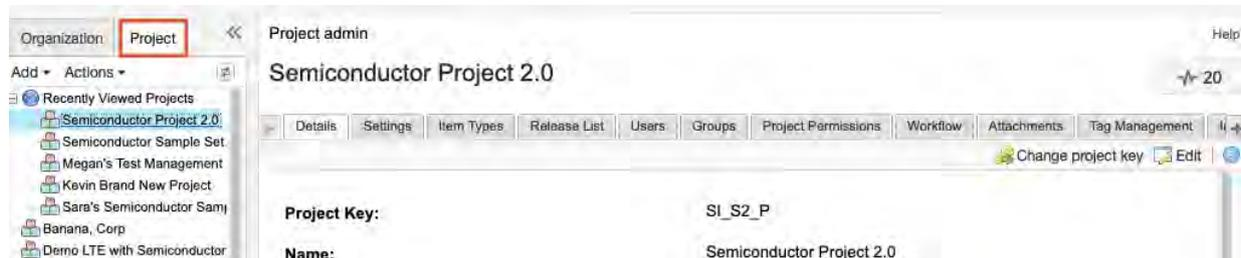 Organization Project
Add Actions
Recently Viewed Projects
Semiconductor Project 2.0
Semiconductor Sample Set
Megan's Test Management
Kevin Brand New Project
Sara's Semiconductor Samp
Banana, Corp
Demo LTE with Semiconductor
Project admin Help
Semiconductor Project 2.0 20
Details Settings Item Types Release List Users Groups Project Permissions Workflow Attachments Tag Management
Change project key Edit
Project Key: SI_S2_P
Name: Semiconductor Project 2.0